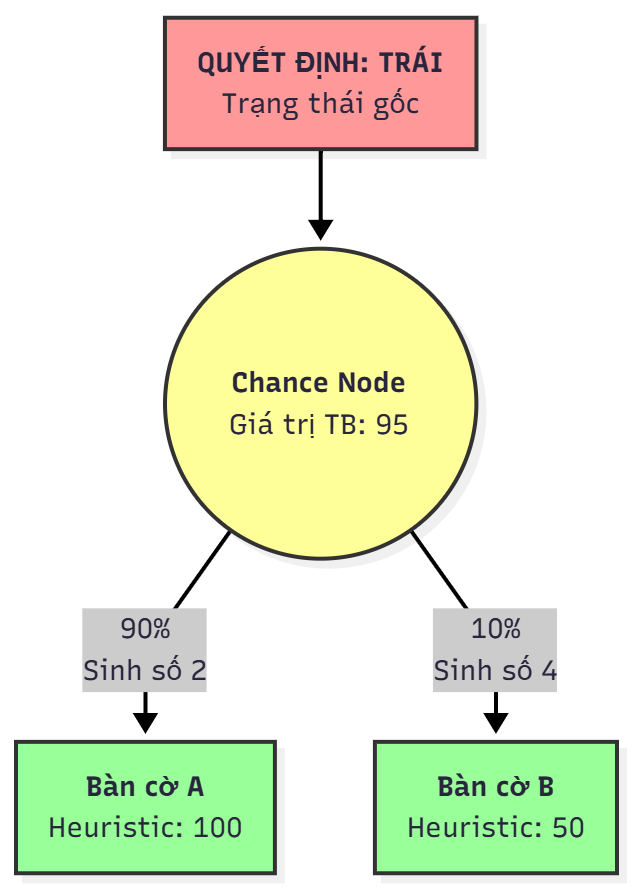 QUYẾT ĐỊNH: TRÁI
Trạng thái gốc
Chance Node
Giá trị TB: 95
90%
Sinh số 2
10%
Sinh số 4
Bàn cờ A
Heuristic: 100
Bàn cờ B
Heuristic: 50